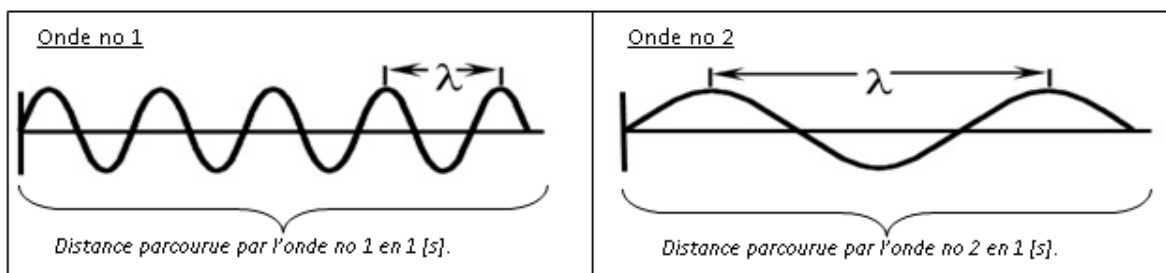 Onde no 1
λ
Distance parcourue par l'onde no 1 en 1 [s].
Onde no 2
λ
Distance parcourue par l'onde no 2 en 1 [s].